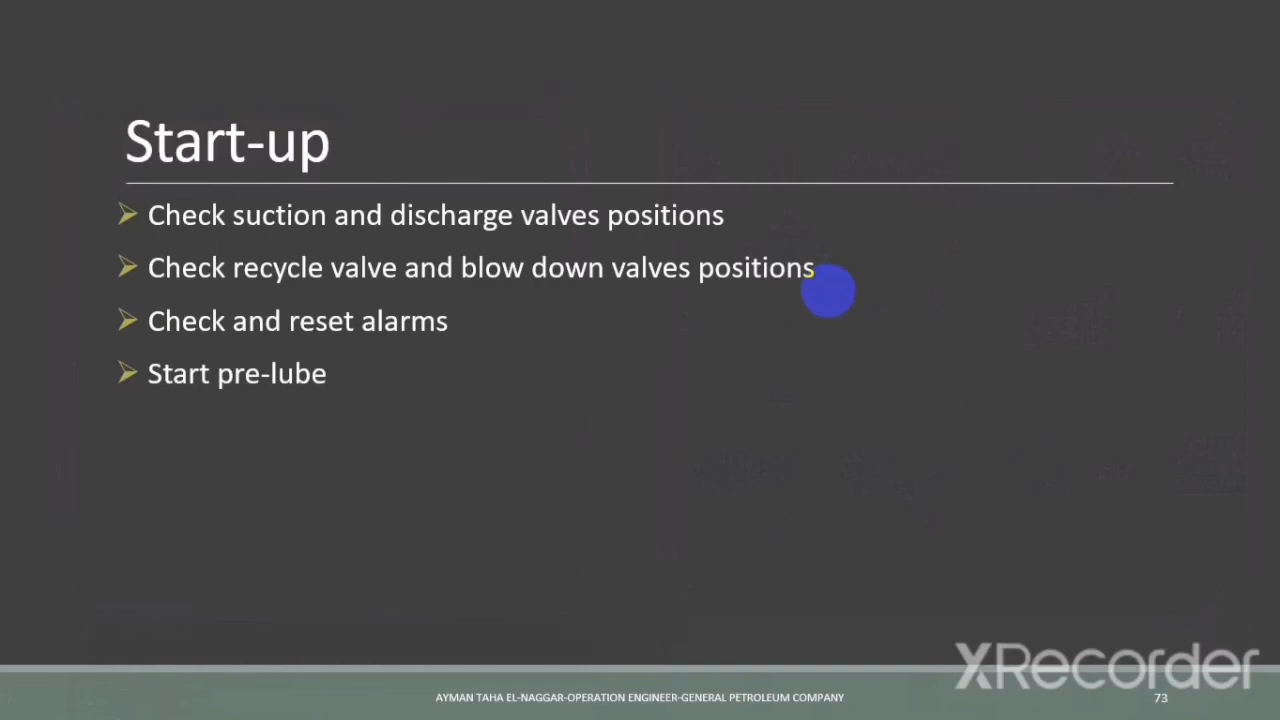 Start-up
Check suction and discharge valves positions
Check recycle valve and blow down valves positions
Check and reset alarms
Start pre-lube
XRecorder
AYMAN TAHA EL-NAGGAR-OPERATION ENGINEER-GENERAL PETROLEUM COMPANY
73